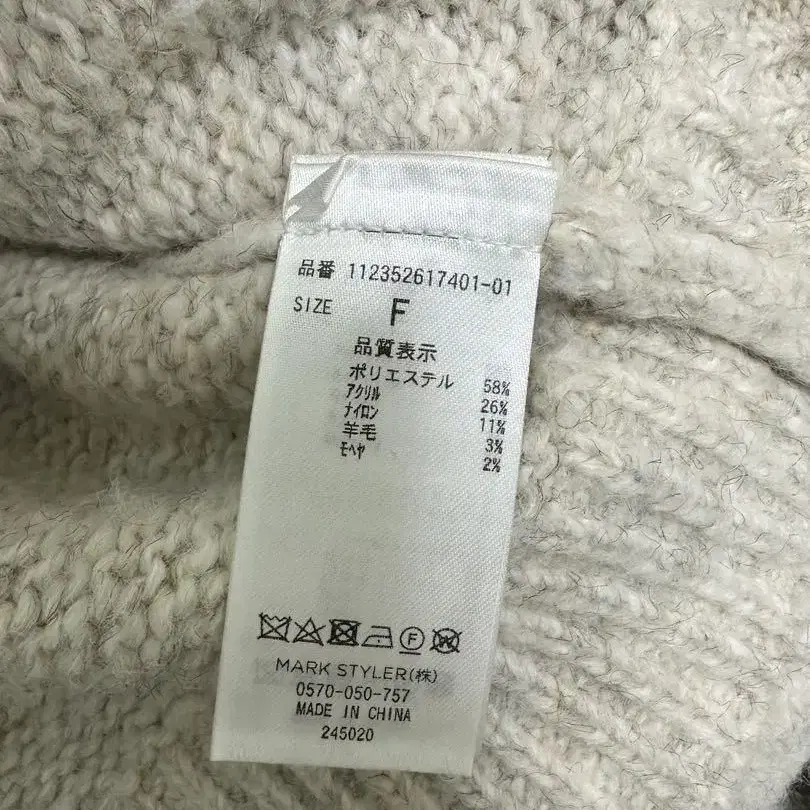 品番 112352617401-01
SIZE F
品質表示
ポリエステル 58%
アクリル 26%
ナイロン 11%
羊毛 3%
モヘヤ 2%
F W
MARK STYLER(株)
0570-050-757
MADE IN CHINA
245020